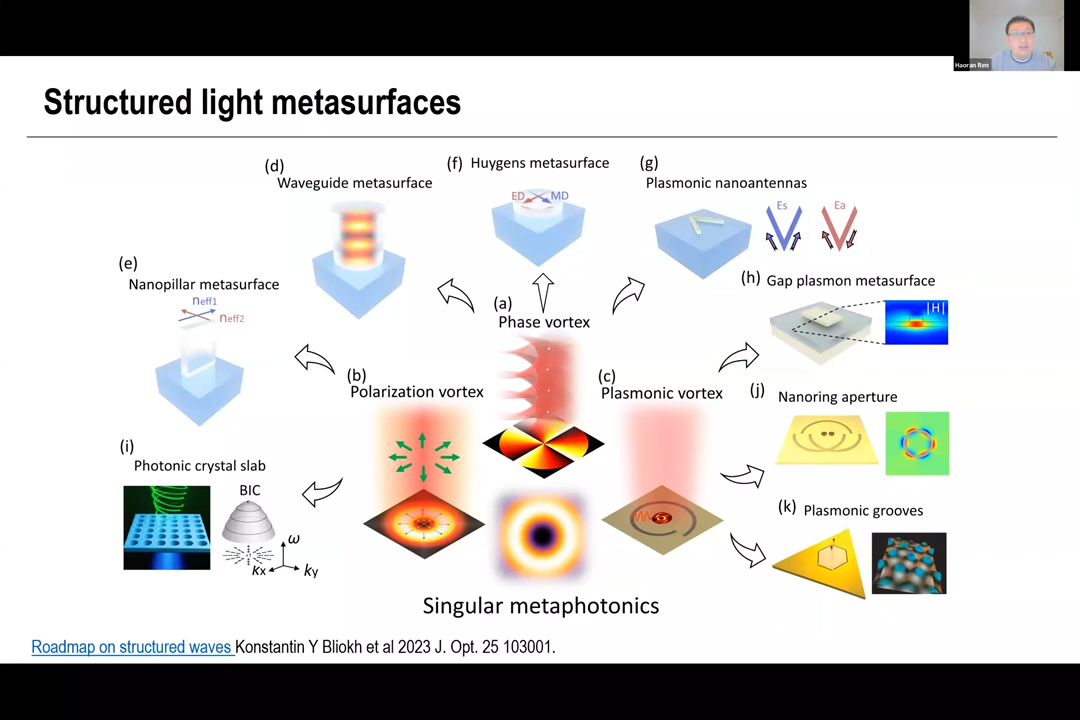 Haoran Ren
Structured light metasurfaces
(d)
Waveguide metasurface
(f) Huygens metasurface
ED MD
(g)
Plasmonic nanoantennas
Es Ea
(e)
Nanopillar metasurface
neff1
neff2
(a)
Phase vortex
(h) Gap plasmon metasurface
|H|
(b)
Polarization vortex
(c)
Plasmonic vortex
(j) Nanoring aperture
(i)
Photonic crystal slab
BIC
ω
kx ky
(k) Plasmonic grooves
Singular metaphotonics
Roadmap on structured waves Konstantin Y Bliokh et al 2023 J. Opt. 25 103001.